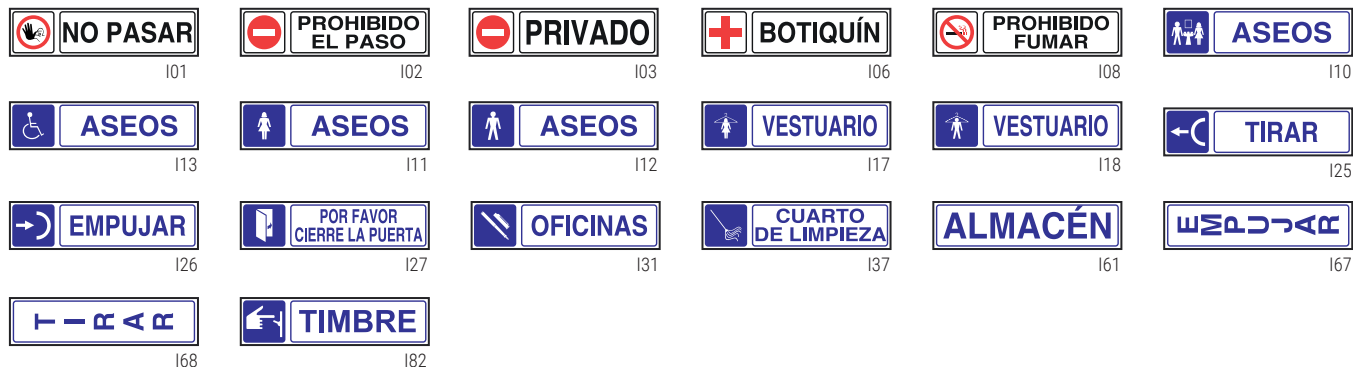 NO PASAR
I01
PROHIBIDO
EL PASO
I02
PRIVADO
I03
BOTIQUÍN
I06
PROHIBIDO
FUMAR
I08
ASEOS
I10
ASEOS
I13
ASEOS
I11
ASEOS
I12
VESTUARIO
I17
VESTUARIO
I18
TIRAR
I25
EMPUJAR
I26
POR FAVOR
CIERRE LA PUERTA
I27
OFICINAS
I31
CUARTO
DE LIMPIEZA
I37
ALMACÉN
I61
EMPUJAR
I67
TIRAR
I68
TIMBRE
I82